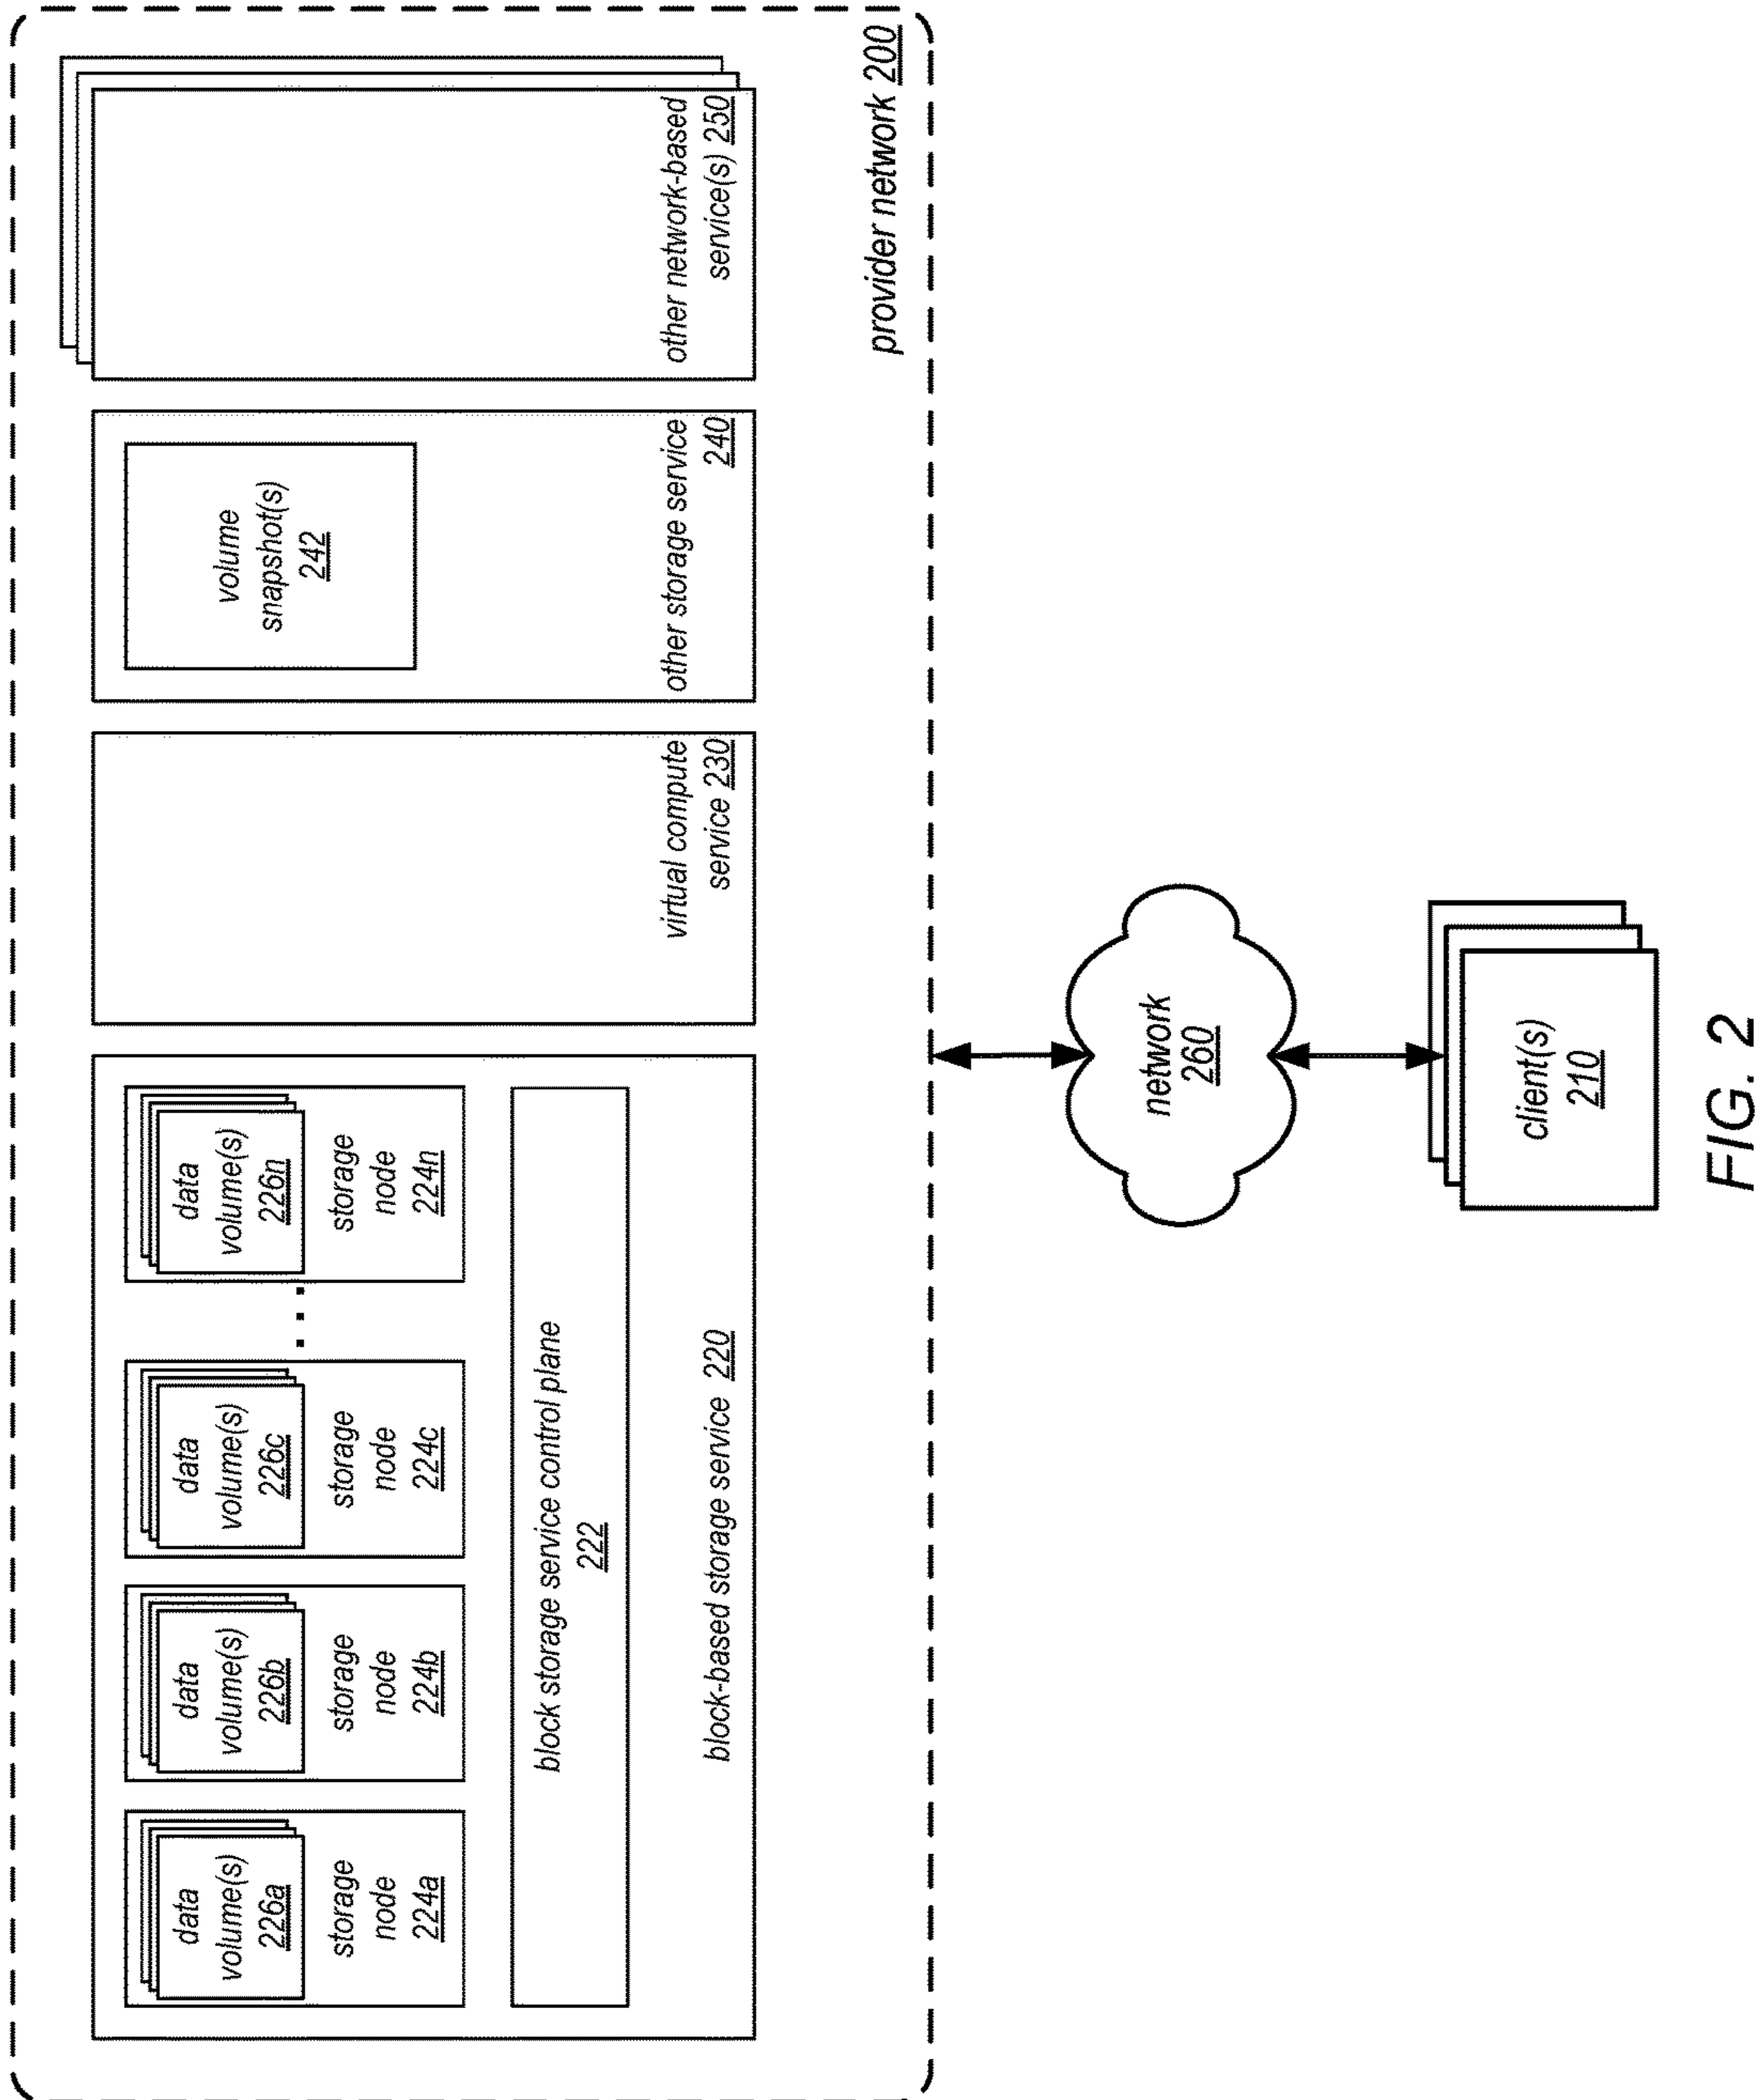 data
volume(s)
226a
storage
node
224a
data
volume(s)
226b
storage
node
224b
data
volume(s)
226c
storage
node
224c
. . .
data
volume(s)
226n
storage
node
224n
block storage service control plane
222
block-based storage service 220
virtual compute
service 230
volume
snapshot(s)
242
other storage service
240
other network-based
service(s) 250
provider network 200
network
260
client(s)
210
FIG. 2